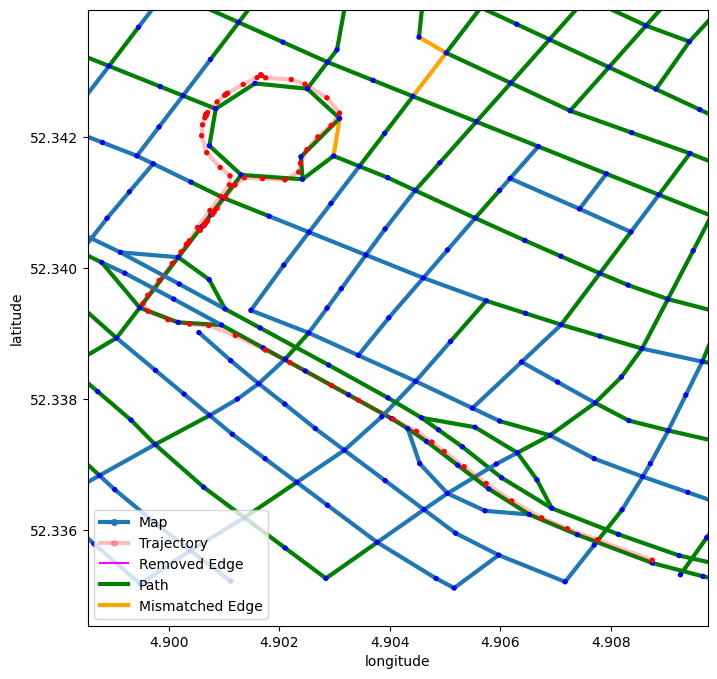 52.342
52.340
52.338
52.336
latitude
Map
Trajectory
Removed Edge
Path
Mismatched Edge
4.900 4.902 4.904 4.906 4.908
longitude